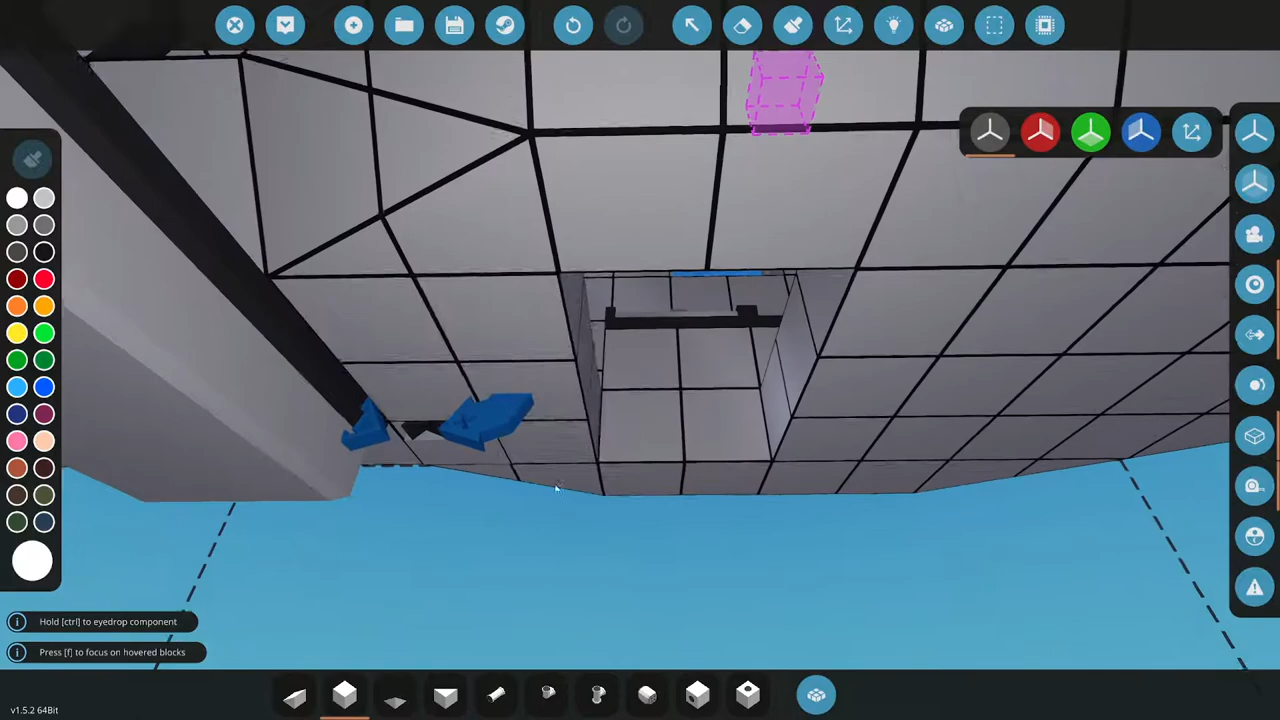 Hold [ctrl] to eyedrop component
Press [f] to focus on hovered blocks
v1.5.2 64Bit